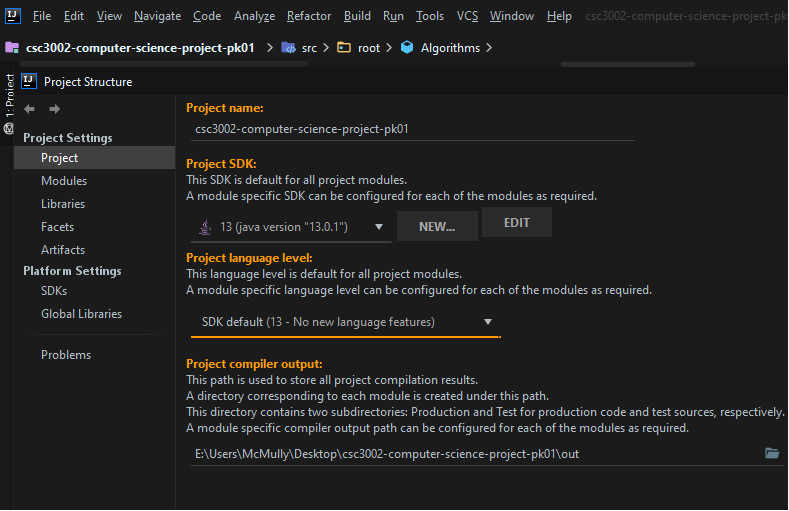 IJ File Edit View Navigate Code Analyze Refactor Build Run Tools VCS Window Help csc3002-computer-science-project-pk
csc3002-computer-science-project-pk01 src root Algorithms
1: Project
IJ Project Structure
Project Settings
Project
Modules
Libraries
Facets
Artifacts
Platform Settings
SDKs
Global Libraries
Problems
Project name:
csc3002-computer-science-project-pk01
Project SDK:
This SDK is default for all project modules.
A module specific SDK can be configured for each of the modules as required.
13 (java version "13.0.1") NEW... EDIT
Project language level:
This language level is default for all project modules.
A module specific language level can be configured for each of the modules as required.
SDK default (13 - No new language features)
Project compiler output:
This path is used to store all project compilation results.
A directory corresponding to each module is created under this path.
This directory contains two subdirectories: Production and Test for production code and test sources, respectively.
A module specific compiler output path can be configured for each of the modules as required.
E:\Users\McMully\Desktop\csc3002-computer-science-project-pk01\out